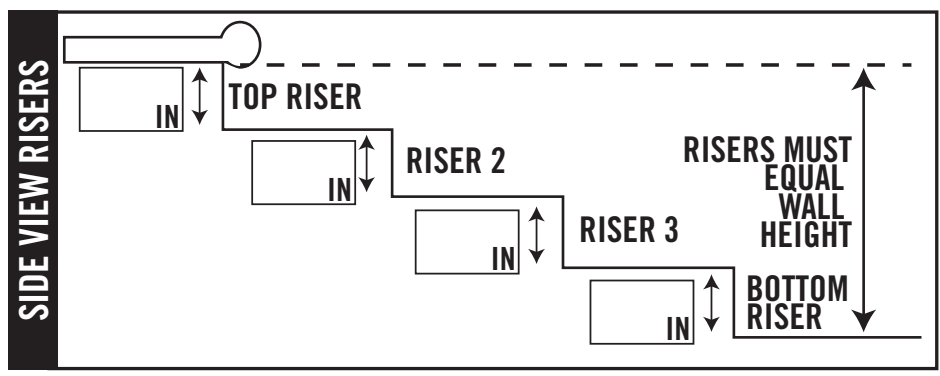 SIDE VIEW RISERS
IN
TOP RISER
IN
RISER 2
IN
RISER 3
IN
BOTTOM
RISER
RISERS MUST
EQUAL
WALL
HEIGHT